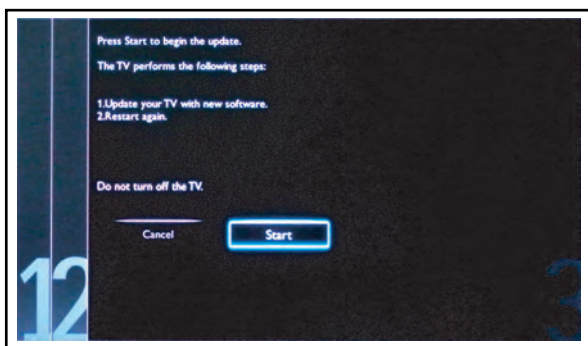 Press Start to begin the update.
The TV performs the following steps:
1.Update your TV with new software.
2.Restart again.
Do not turn off the TV.
Cancel
Start
12
3